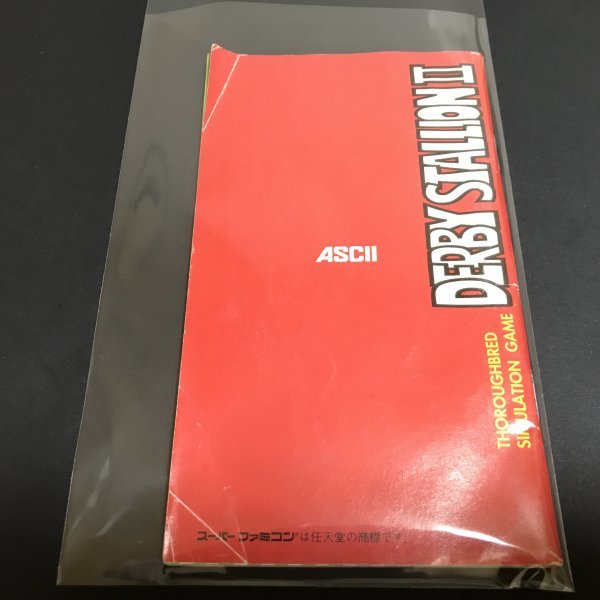 DERBY STALLION II
THOROUGHBRED
SIMULATION GAME
ASCII
スーパーファミコン®は任天堂の商標です。